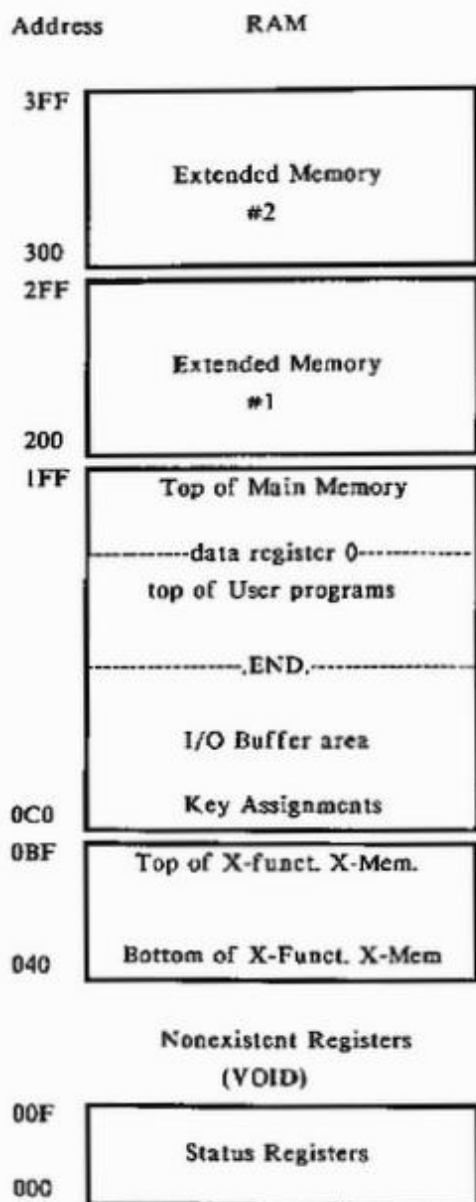 Address RAM
3FF
Extended Memory
#2
300
2FF
Extended Memory
#1
200
1FF
Top of Main Memory
data register 0
top of User programs
.END.
I/O Buffer area
Key Assignments
0C0
0BF
Top of X-funct. X-Mem.
040
Bottom of X-Funct. X-Mem
Nonexistent Registers
(VOID)
00F
Status Registers
000